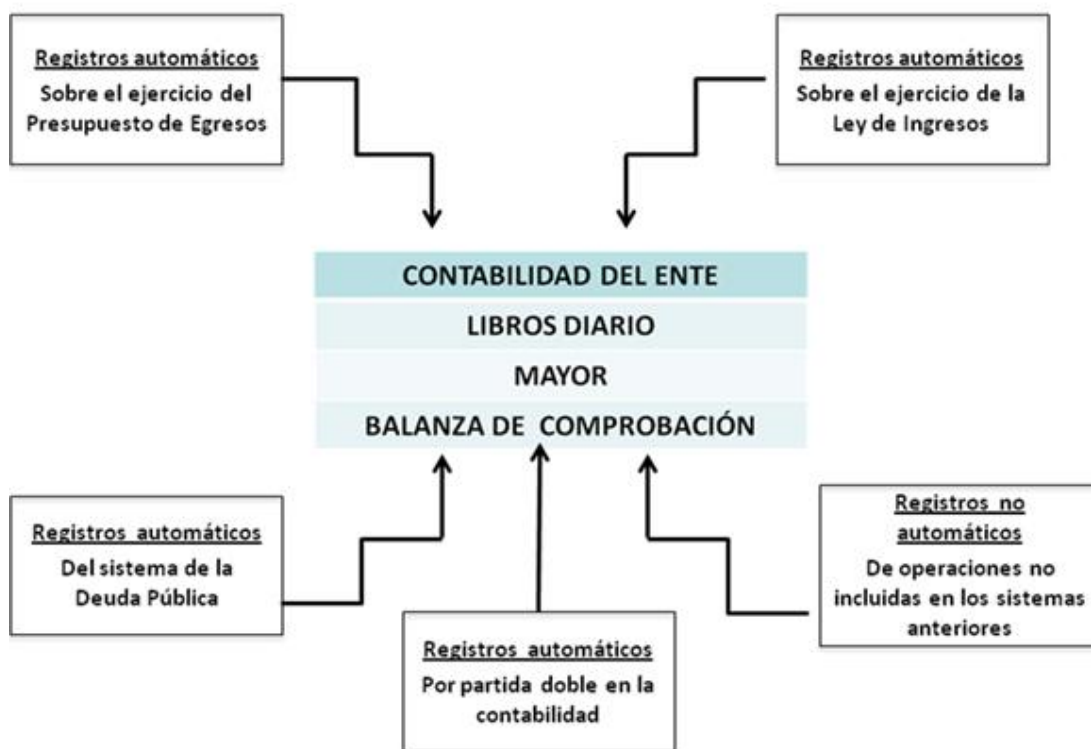 Registros automáticos
Sobre el ejercicio del
Presupuesto de Egresos
Registros automáticos
Sobre el ejercicio de la
Ley de Ingresos
CONTABILIDAD DEL ENTE
LIBROS DIARIO
MAYOR
BALANZA DE COMPROBACIÓN
Registros automáticos
Del sistema de la
Deuda Pública
Registros automáticos
Por partida doble en la
contabilidad
Registros no
automáticos
De operaciones no
incluidas en los sistemas
anteriores